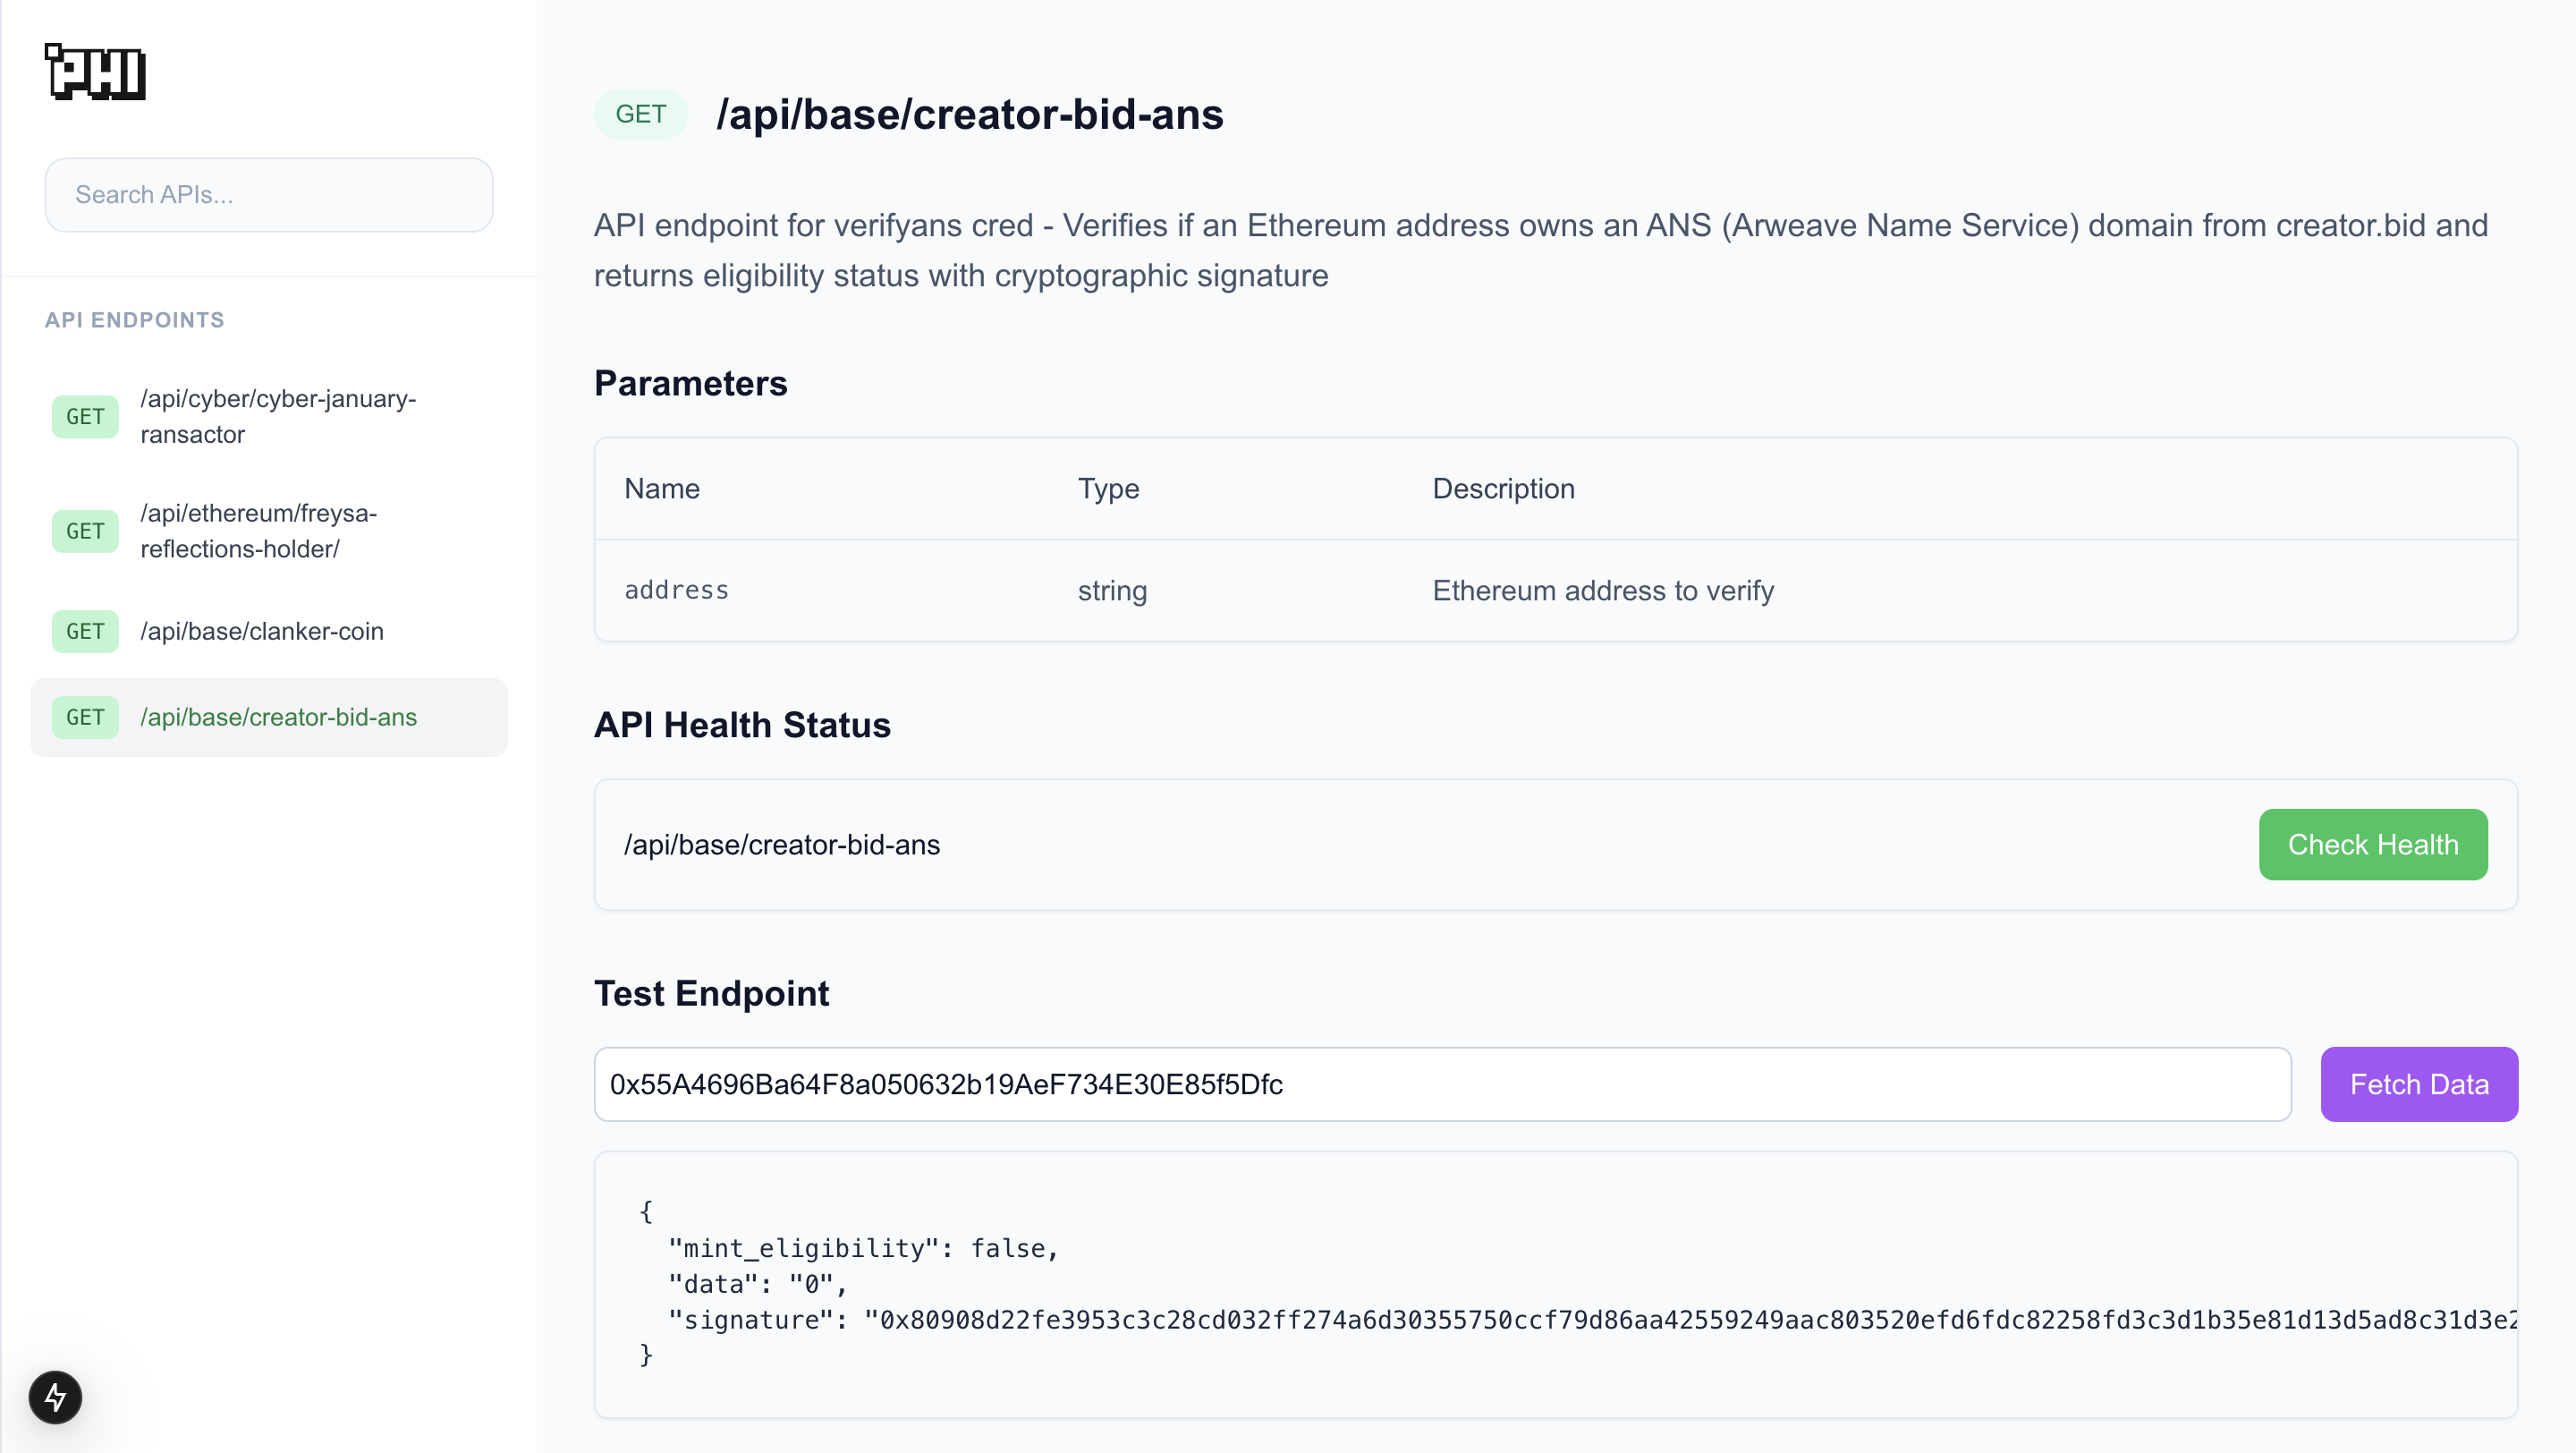 PHI
Search APIs...
API ENDPOINTS
GET
/api/cyber/cyber-january-
ransactor
GET
/api/ethereum/freysa-
reflections-holder/
GET
/api/base/clanker-coin
GET
/api/base/creator-bid-ans
GET
/api/base/creator-bid-ans
API endpoint for verifyans cred - Verifies if an Ethereum address owns an ANS (Arweave Name Service) domain from creator.bid and
returns eligibility status with cryptographic signature
Parameters
Name Type Description
address string Ethereum address to verify
API Health Status
/api/base/creator-bid-ans
Check Health
Test Endpoint
0x55A4696Ba64F8a050632b19AeF734E30E85f5Dfc
Fetch Data
{
"mint_eligibility": false,
"data": "0",
"signature": "0x80908d22fe3953c3c28cd032ff274a6d30355750ccf79d86aa42559249aac803520efd6fdc82258fd3c3d1b35e81d13d5ad8c31d3e2
}